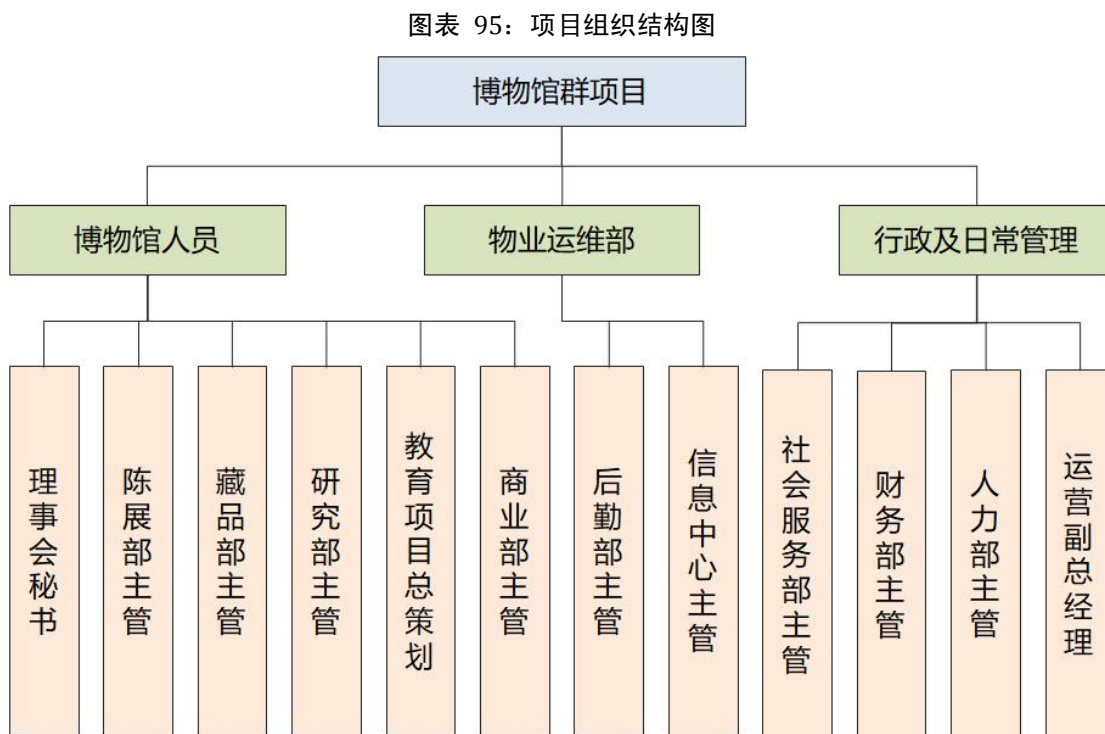 图表 95：项目组织结构图
博物馆群项目
博物馆人员
物业运维部
行政及日常管理
理事会秘书
陈展部主管
藏品部主管
研究部主管
教育项目总策划
商业部主管
后勤部主管
信息中心主管
社会服务部主管
财务部主管
人力部主管
运营副总经理